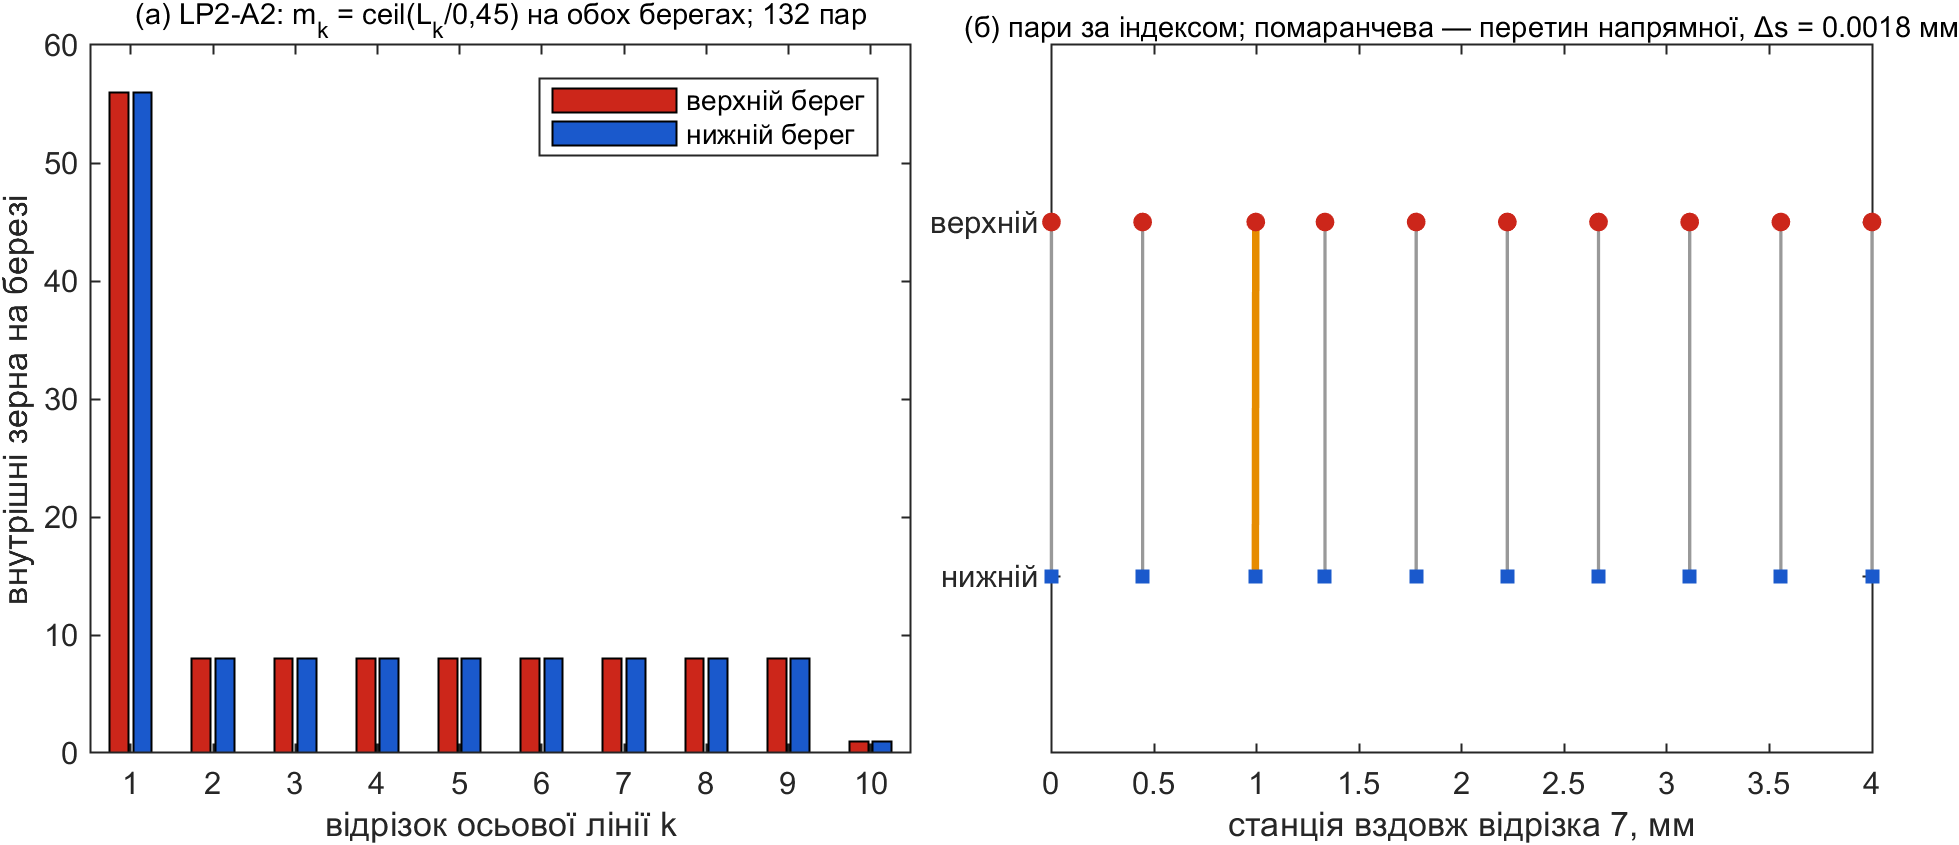 (а) LP2-A2: mk = ceil(Lk/0,45) на обох берегах; 132 пар
внутрішні зерна на березі
60
50
40
30
20
10
0
верхній берег
нижній берег
1 2 3 4 5 6 7 8 9 10
відрізок осьової лінії k
(б) пари за індексом; помаранчева — перетин напрямної, Δs = 0.0018 мм
верхній
нижній
0 0.5 1 1.5 2 2.5 3 3.5 4
станція вздовж відрізка 7, мм